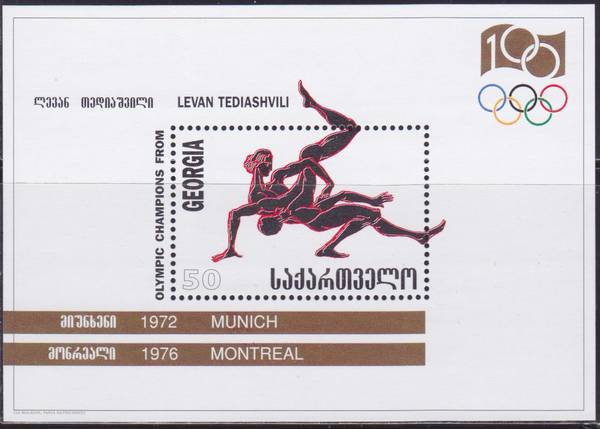 100
ლევან თედიაშვილი LEVAN TEDIASHVILI
OLYMPIC CHAMPIONS FROM
GEORGIA
50 საქართველო
მიუნხენი 1972 MUNICH
მონრეალი 1976 MONTREAL